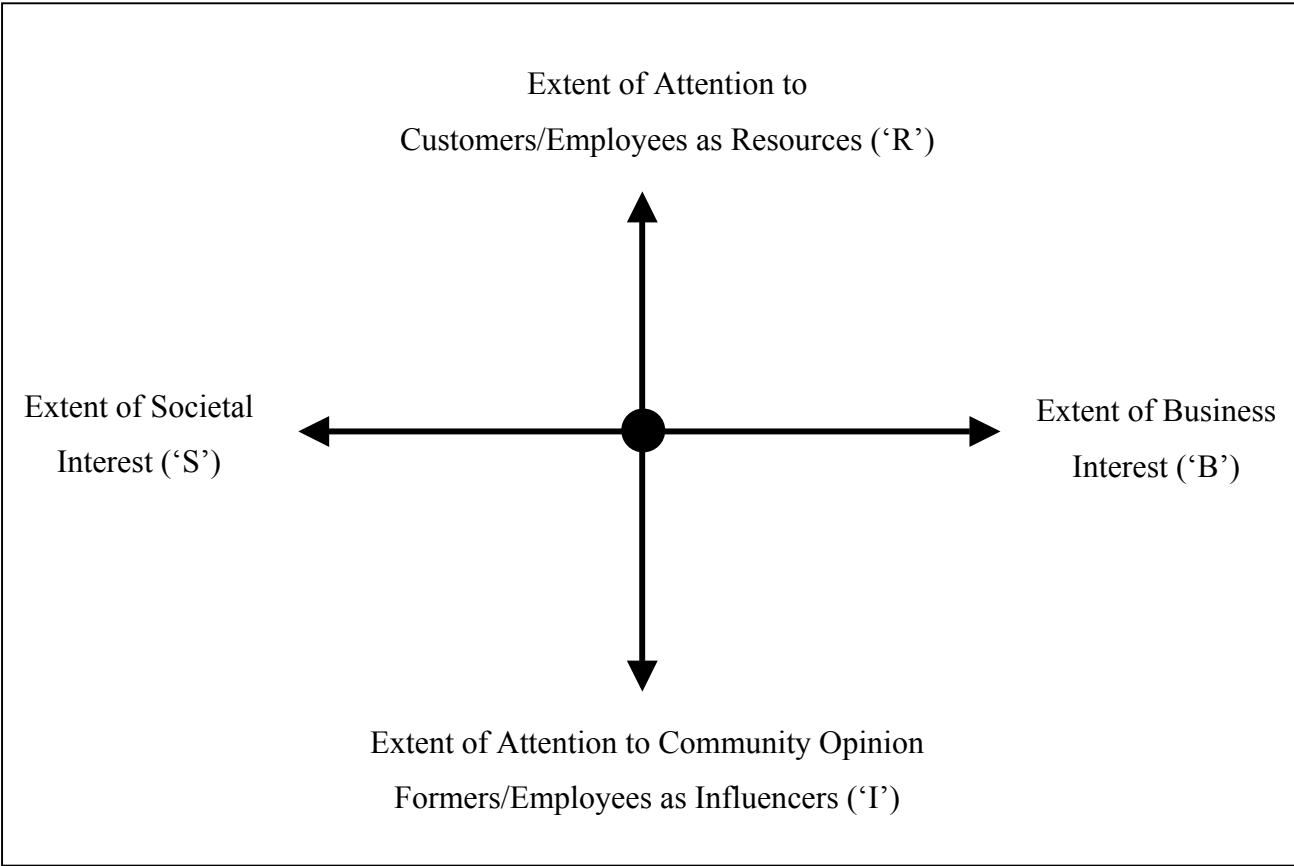 Extent of Attention to
Customers/Employees as Resources (‘R’)
Extent of Societal
Interest (‘S’)
Extent of Business
Interest (‘B’)
Extent of Attention to Community Opinion
Formers/Employees as Influencers (‘I’)